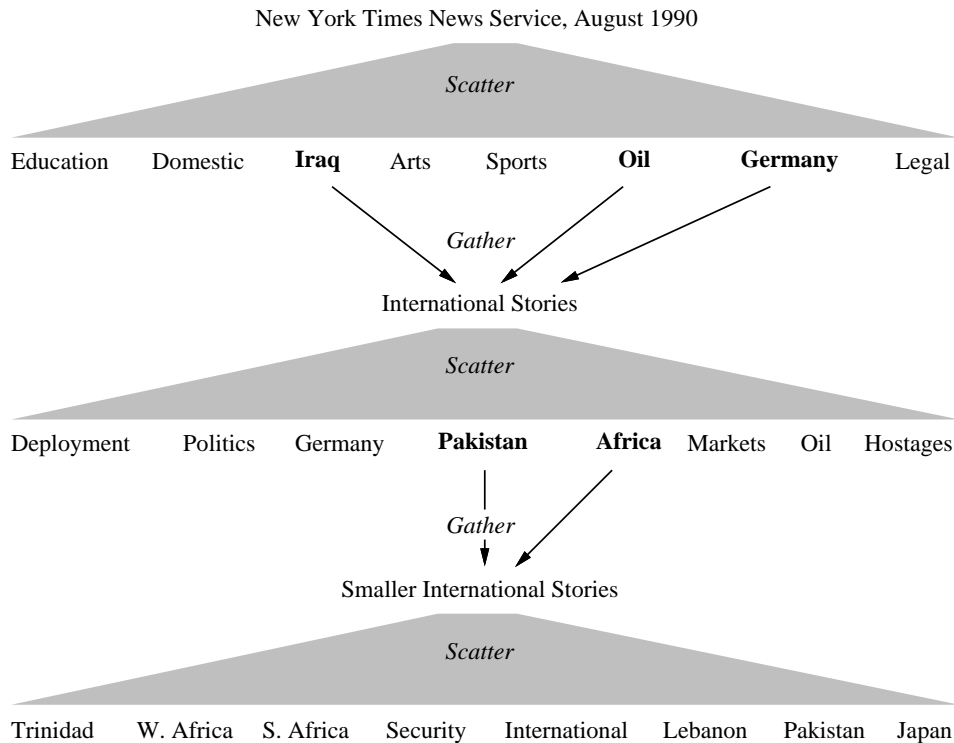 New York Times News Service, August 1990
Scatter
Education Domestic Iraq Arts Sports Oil Germany Legal
Gather
International Stories
Scatter
Deployment Politics Germany Pakistan Africa Markets Oil Hostages
Gather
Smaller International Stories
Scatter
Trinidad W. Africa S. Africa Security International Lebanon Pakistan Japan